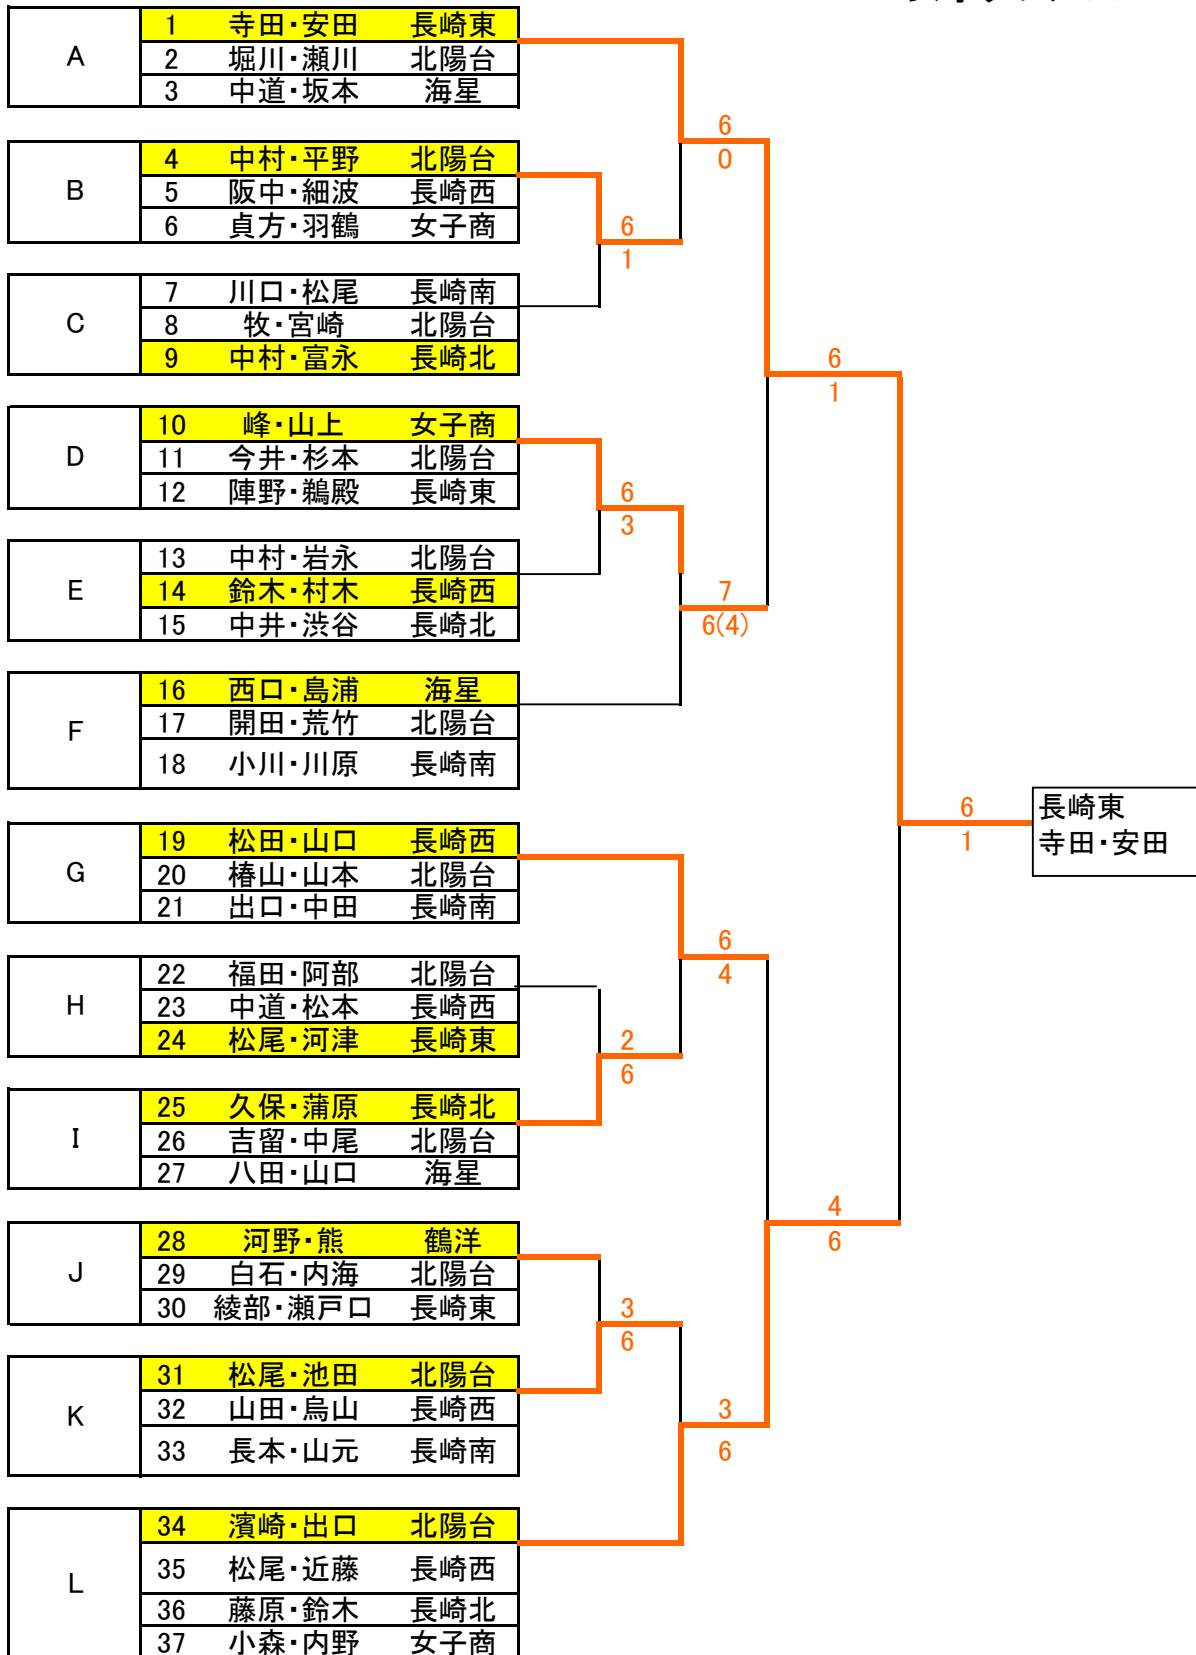 A
1 寺田・安田 長崎東
2 堀川・瀬川 北陽台
3 中道・坂本 海星
6
0
B
4 中村・平野 北陽台
5 阪中・細波 長崎西
6 貞方・羽鶴 女子商
6
1
C
7 川口・松尾 長崎南
8 牧・宮崎 北陽台
9 中村・富永 長崎北
6
1
D
10 峰・山上 女子商
11 今井・杉本 北陽台
12 陣野・鵜殿 長崎東
6
3
E
13 中村・岩永 北陽台
14 鈴木・村木 長崎西
15 中井・渋谷 長崎北
7
6(4)
F
16 西口・島浦 海星
17 開田・荒竹 北陽台
18 小川・川原 長崎南
6
1
長崎東
寺田・安田
G
19 松田・山口 長崎西
20 椿山・山本 北陽台
21 出口・中田 長崎南
6
4
H
22 福田・阿部 北陽台
23 中道・松本 長崎西
24 松尾・河津 長崎東
2
6
I
25 久保・蒲原 長崎北
26 吉留・中尾 北陽台
27 八田・山口 海星
4
6
J
28 河野・熊 鶴洋
29 白石・内海 北陽台
30 綾部・瀬戸口 長崎東
3
6
K
31 松尾・池田 北陽台
32 山田・烏山 長崎西
33 長本・山元 長崎南
3
6
L
34 濱崎・出口 北陽台
35 松尾・近藤 長崎西
36 藤原・鈴木 長崎北
37 小森・内野 女子商